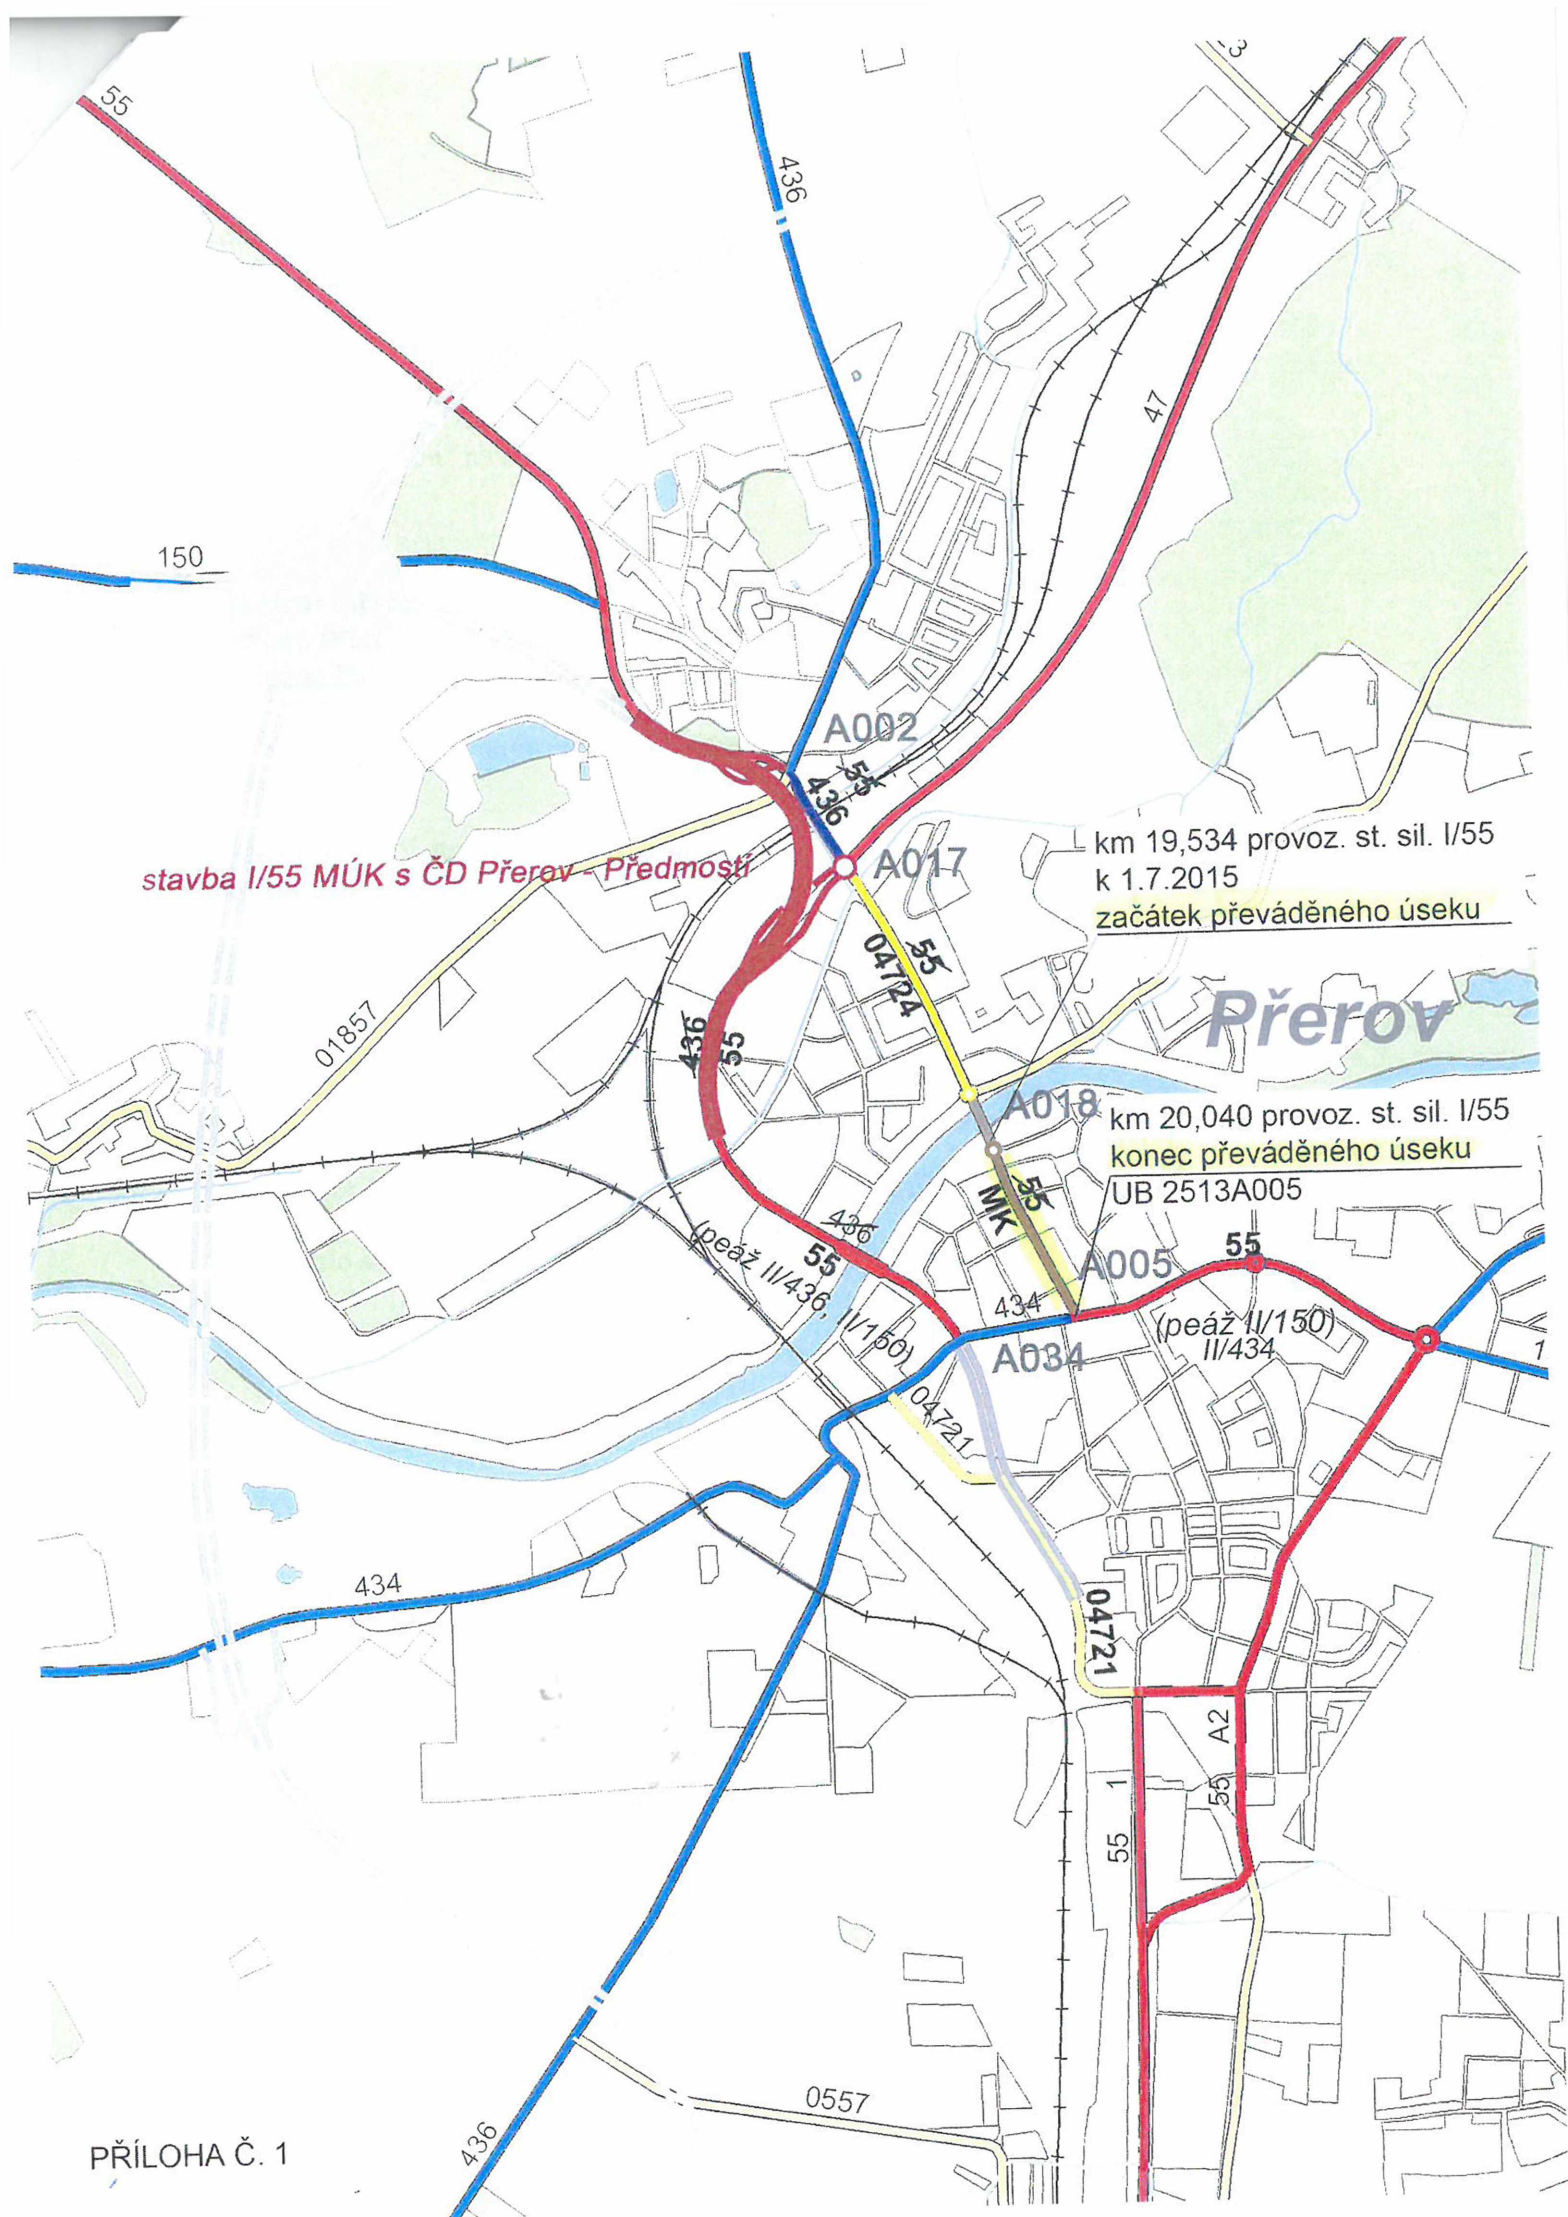 55
3
436
47
150
A002
55
436
stavba I/55 MÚK s ČD Přerov - Předmostí
A017
km 19,534 provoz. st. sil. I/55
k 1.7.2015
začátek převáděného úseku
55
04724
Přerov
01857
436
55
A018
km 20,040 provoz. st. sil. I/55
konec převáděného úseku
UB 2513A005
55
MK
436
55
(peáž II/436, II/150)
A005
55
434
(peáž II/150)
II/434
1
A034
04721
434
04721
A2
55
1
55
0557
436
PŘÍLOHA Č. 1